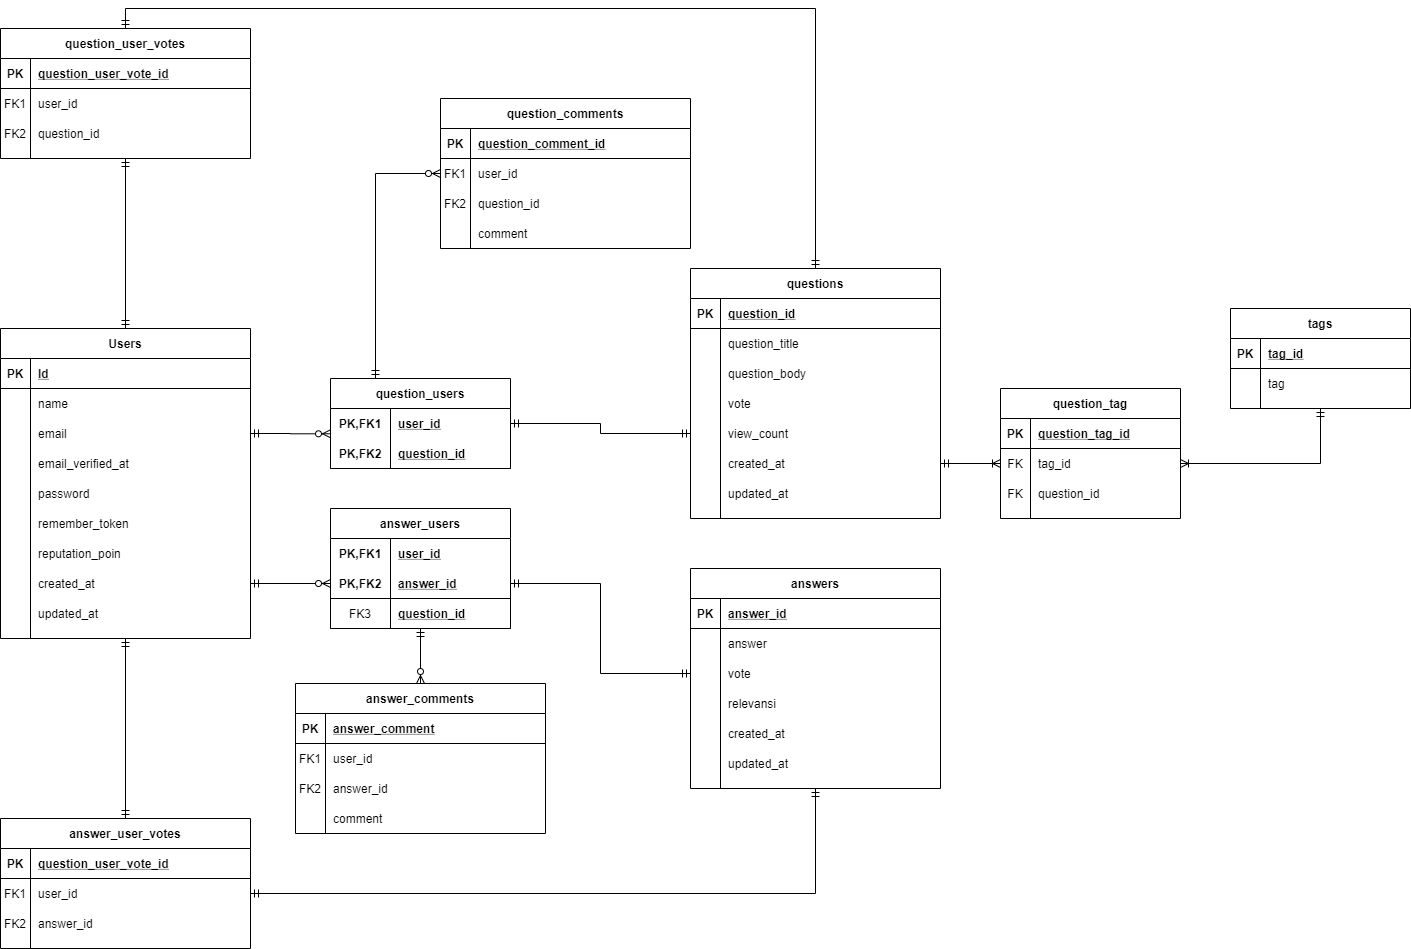 question_user_votes
PK question_user_vote_id
FK1 user_id
FK2 question_id
question_comments
PK question_comment_id
FK1 user_id
FK2 question_id
comment
Users
PK Id
name
email
email_verified_at
password
remember_token
reputation_poin
created_at
updated_at
question_users
PK,FK1 user_id
PK,FK2 question_id
questions
PK question_id
question_title
question_body
vote
view_count
created_at
updated_at
question_tag
PK question_tag_id
FK tag_id
FK question_id
tags
PK tag_id
tag
answer_users
PK,FK1 user_id
PK,FK2 answer_id
FK3 question_id
answers
PK answer_id
answer
vote
relevansi
created_at
updated_at
answer_comments
PK answer_comment
FK1 user_id
FK2 answer_id
comment
answer_user_votes
PK question_user_vote_id
FK1 user_id
FK2 answer_id